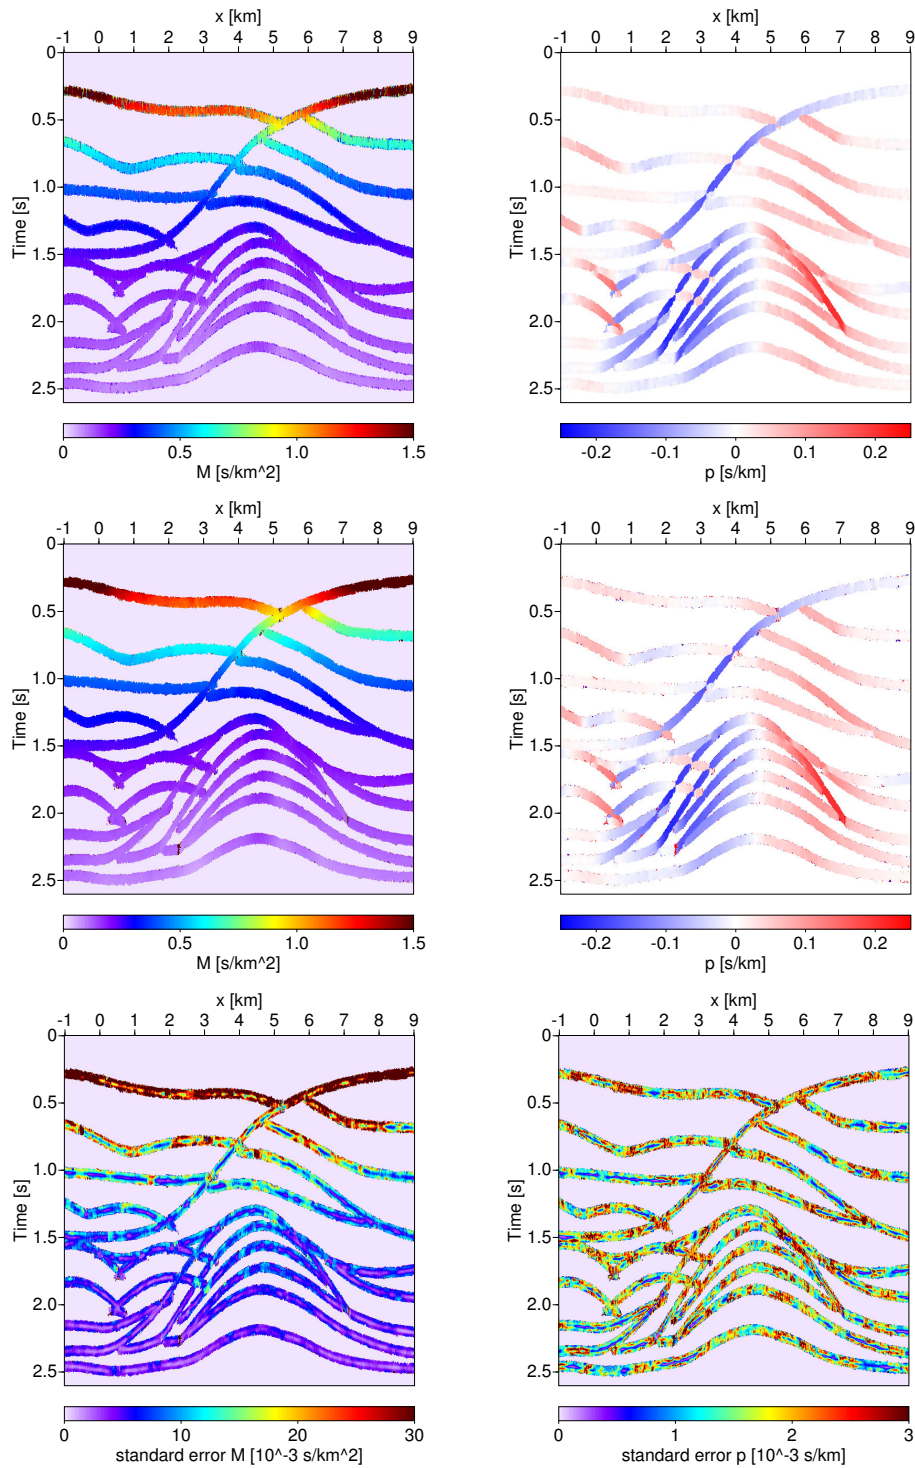 x [km]
-1 0 1 2 3 4 5 6 7 8 9
0
0.5
1.0
1.5
2.0
2.5
Time [s]
0 0.5 1.0 1.5
M [s/km^2]
x [km]
-1 0 1 2 3 4 5 6 7 8 9
0
0.5
1.0
1.5
2.0
2.5
Time [s]
-0.2 -0.1 0 0.1 0.2
p [s/km]
x [km]
-1 0 1 2 3 4 5 6 7 8 9
0
0.5
1.0
1.5
2.0
2.5
Time [s]
0 0.5 1.0 1.5
M [s/km^2]
x [km]
-1 0 1 2 3 4 5 6 7 8 9
0
0.5
1.0
1.5
2.0
2.5
Time [s]
-0.2 -0.1 0 0.1 0.2
p [s/km]
x [km]
-1 0 1 2 3 4 5 6 7 8 9
0
0.5
1.0
1.5
2.0
2.5
Time [s]
0 10 20 30
standard error M [10^-3 s/km^2]
x [km]
-1 0 1 2 3 4 5 6 7 8 9
0
0.5
1.0
1.5
2.0
2.5
Time [s]
0 1 2 3
standard error p [10^-3 s/km]